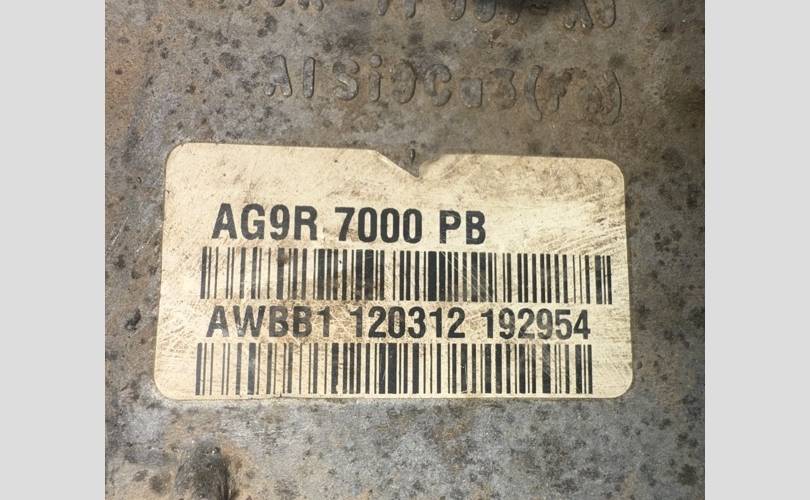 AlSi9Cu3(Fe)
AG9R 7000 PB
AWBB1 120312 192954